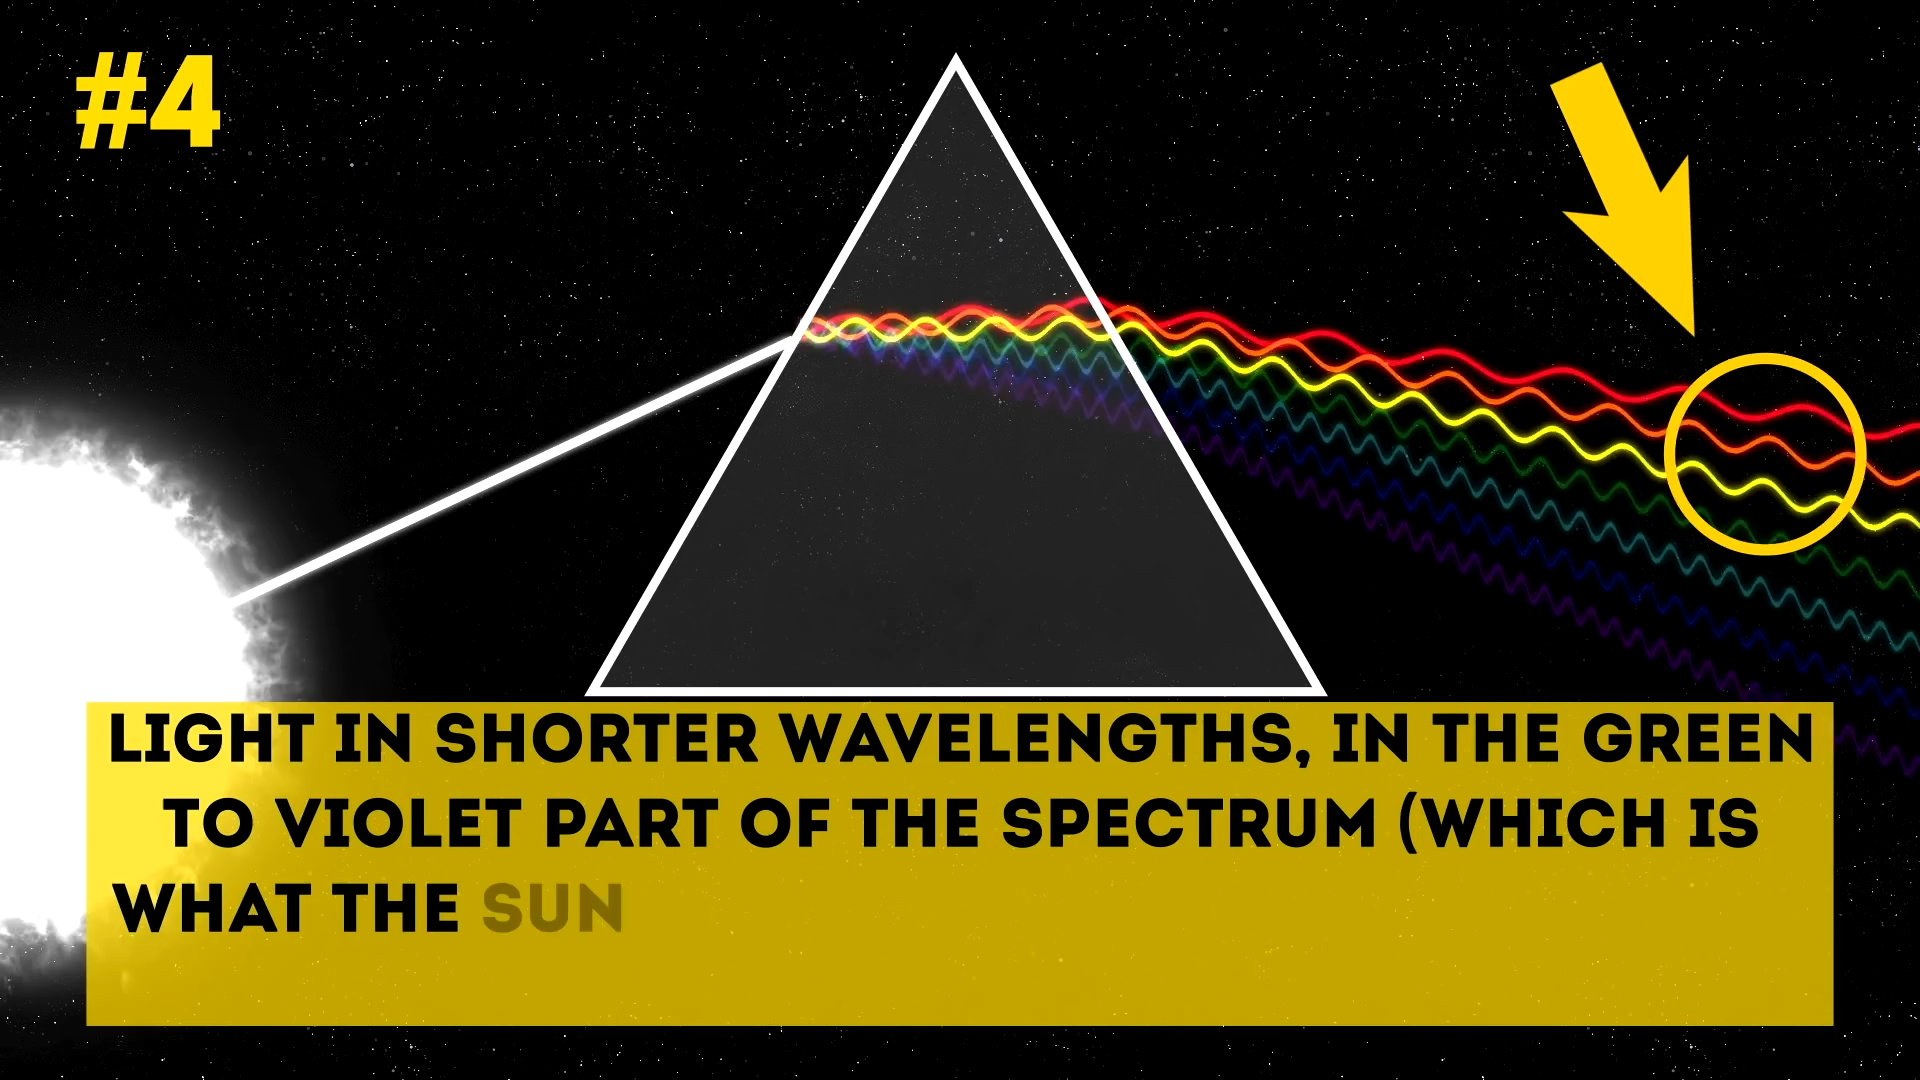 #4
LIGHT IN SHORTER WAVELENGTHS, IN THE GREEN
TO VIOLET PART OF THE SPECTRUM (WHICH IS
WHAT THE SUN